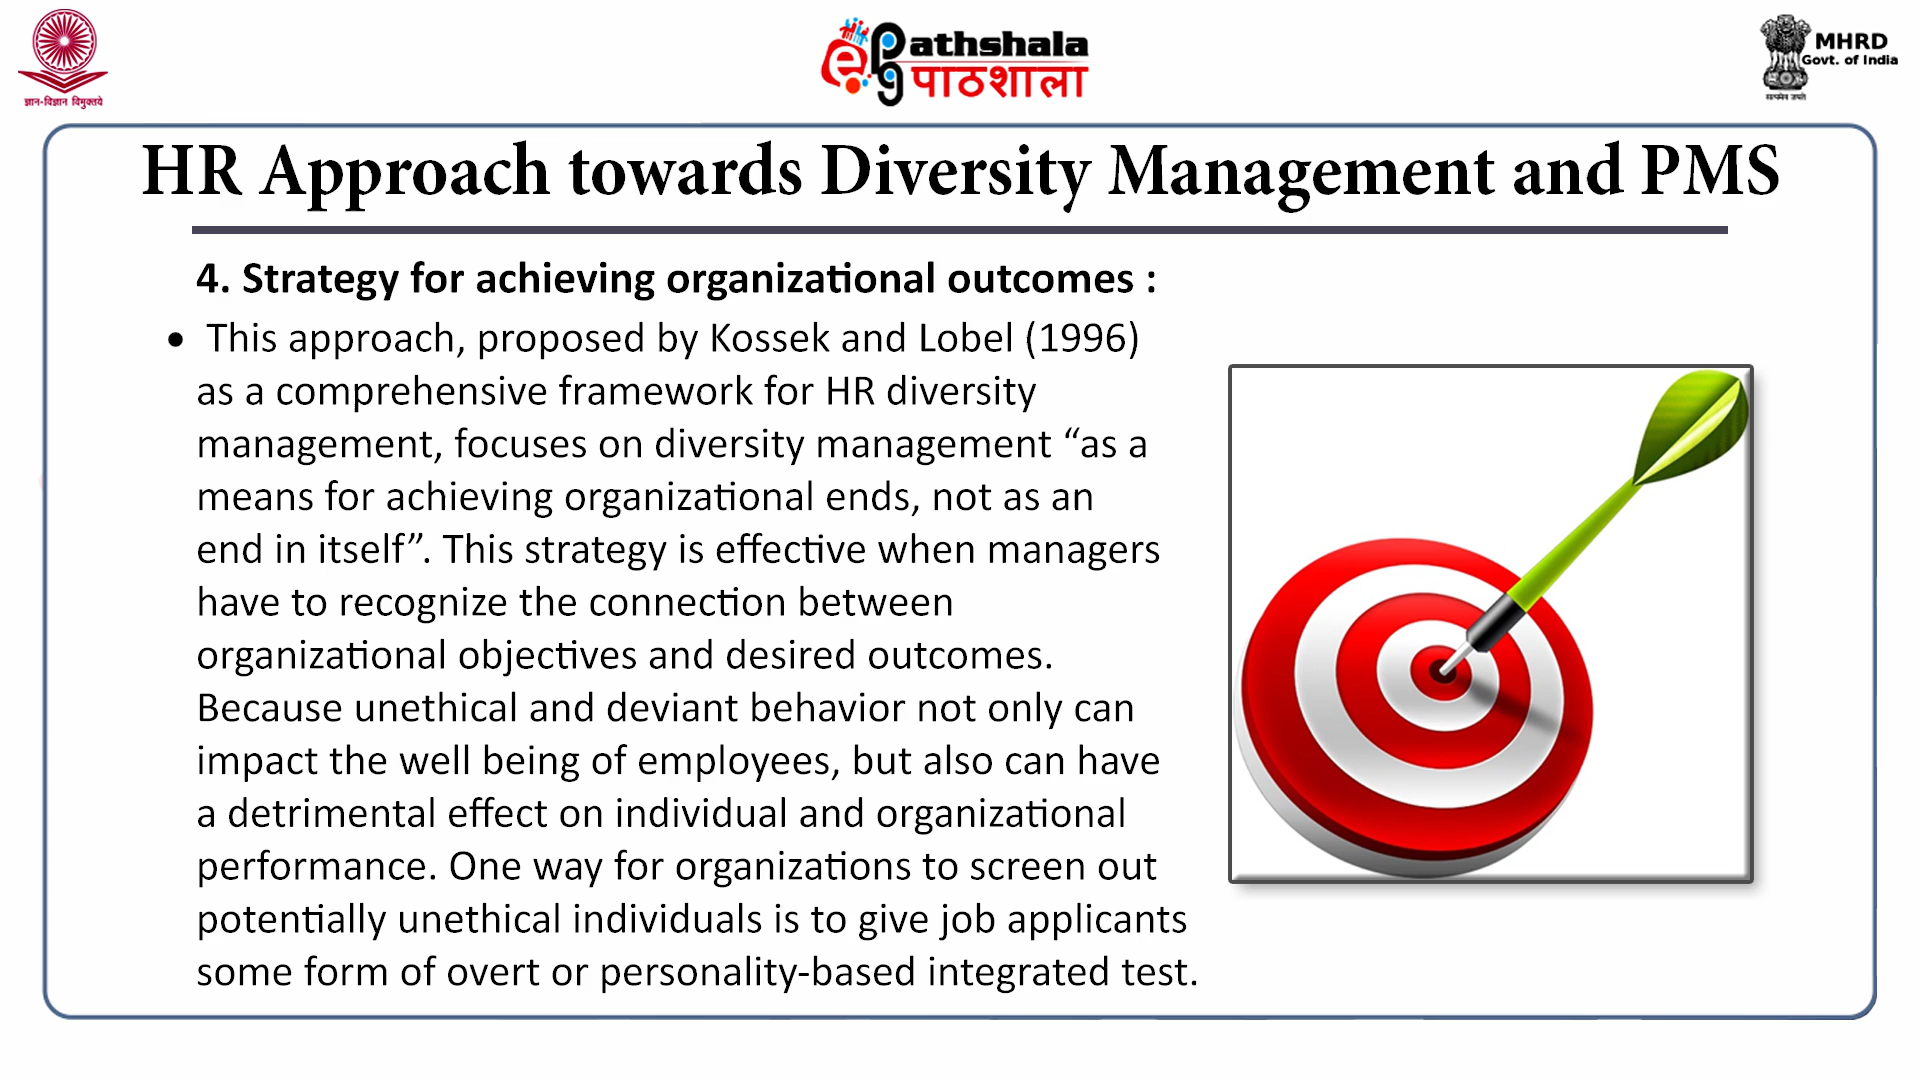 ज्ञान-विज्ञान विमुक्तये
e PG Pathshala
पाठशाला
MHRD
Govt. of India
सत्यमेव जयते
HR Approach towards Diversity Management and PMS
4. Strategy for achieving organizational outcomes :
• This approach, proposed by Kossek and Lobel (1996)
as a comprehensive framework for HR diversity
management, focuses on diversity management “as a
means for achieving organizational ends, not as an
end in itself”. This strategy is effective when managers
have to recognize the connection between
organizational objectives and desired outcomes.
Because unethical and deviant behavior not only can
impact the well being of employees, but also can have
a detrimental effect on individual and organizational
performance. One way for organizations to screen out
potentially unethical individuals is to give job applicants
some form of overt or personality-based integrated test.